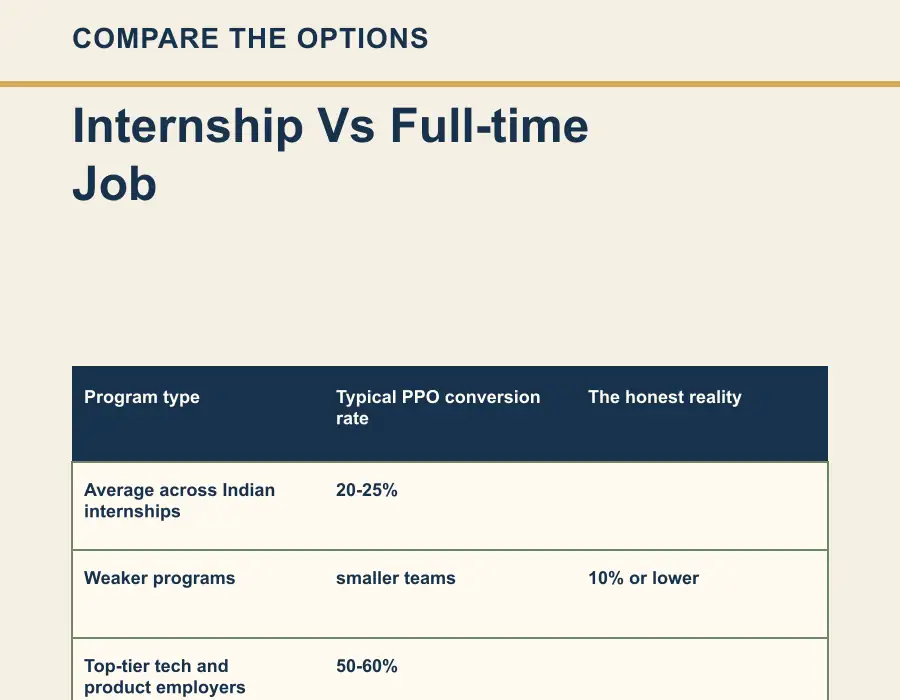 COMPARE THE OPTIONS
Internship Vs Full-time
Job
Program type
Typical PPO conversion
rate
The honest reality
Average across Indian
internships
20-25%
Weaker programs
smaller teams
10% or lower
Top-tier tech and
product employers
50-60%